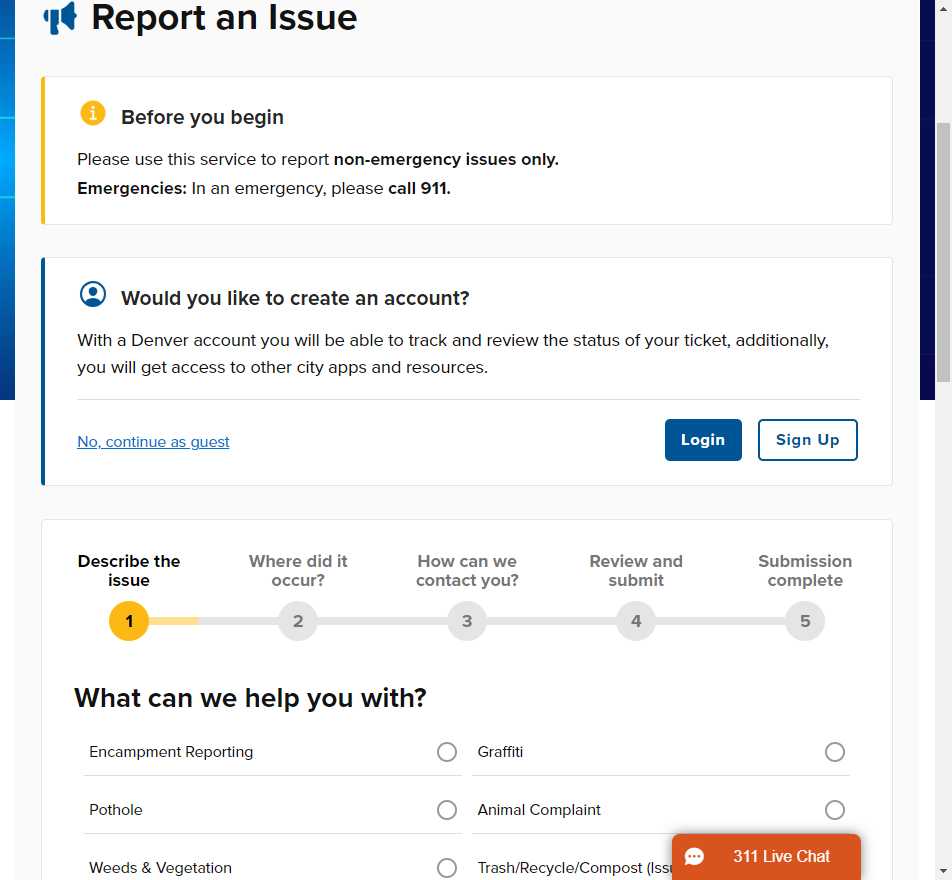 Report an Issue
Before you begin
Please use this service to report non-emergency issues only.
Emergencies: In an emergency, please call 911.
Would you like to create an account?
With a Denver account you will be able to track and review the status of your ticket, additionally,
you will get access to other city apps and resources.
No, continue as guest
Login
Sign Up
Describe the
issue
Where did it
occur?
How can we
contact you?
Review and
submit
Submission
complete
1
2
3
4
5
What can we help you with?
Encampment Reporting
Graffiti
Pothole
Animal Complaint
Weeds & Vegetation
Trash/Recycle/Compost
311 Live Chat